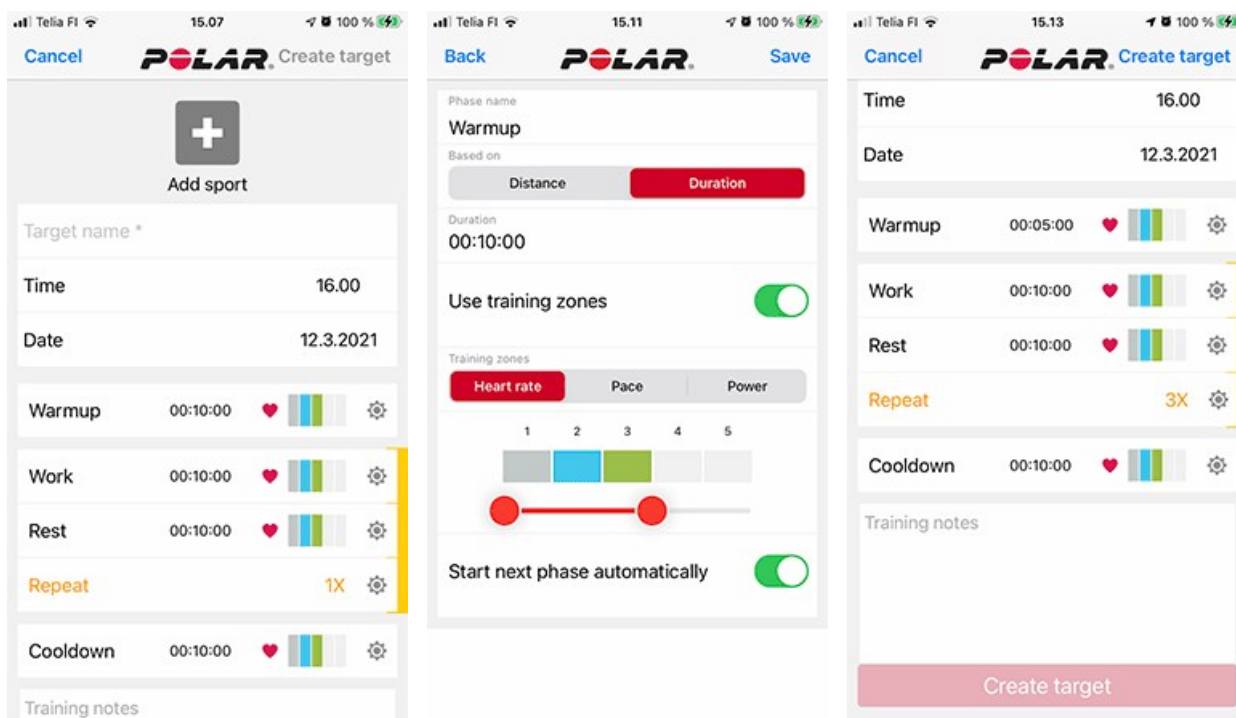 Telia FI 15.07 100 %
Cancel POLAR. Create target
Add sport
Target name *
Time 16.00
Date 12.3.2021
Warmup 00:10:00
Work 00:10:00
Rest 00:10:00
Repeat 1X
Cooldown 00:10:00
Training notes
Telia FI 15.11 100 %
Back POLAR. Save
Phase name
Warmup
Based on
Distance Duration
Duration
00:10:00
Use training zones
Training zones
Heart rate Pace Power
1 2 3 4 5
Start next phase automatically
Telia FI 15.13 100 %
Cancel POLAR. Create target
Time 16.00
Date 12.3.2021
Warmup 00:05:00
Work 00:10:00
Rest 00:10:00
Repeat 3X
Cooldown 00:10:00
Training notes
Create target